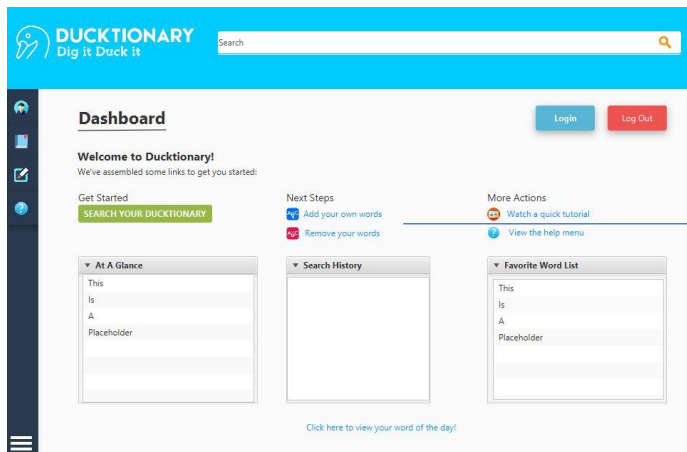 DUCKTIONARY
Dig it Duck it
Search
Dashboard
Login
Log Out
Welcome to Ducktionary!
We've assembled some links to get you started:
Get Started
SEARCH YOUR DUCKTIONARY
Next Steps
Add your own words
Remove your words
More Actions
Watch a quick tutorial
View the help menu
At A Glance
This
Is
A
Placeholder
Search History
Favorite Word List
This
Is
A
Placeholder
Click here to view your word of the day!